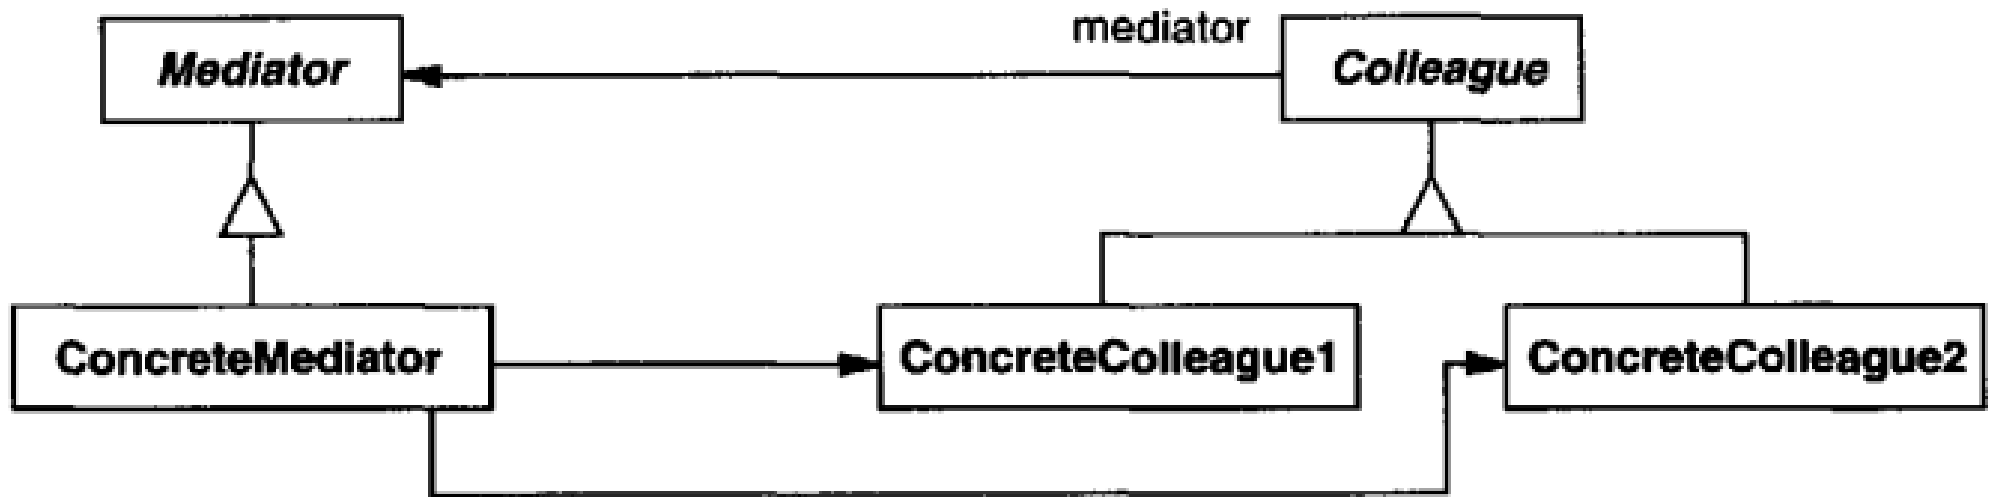 mediator
Mediator
Colleague
ConcreteMediator
ConcreteColleague1
ConcreteColleague2